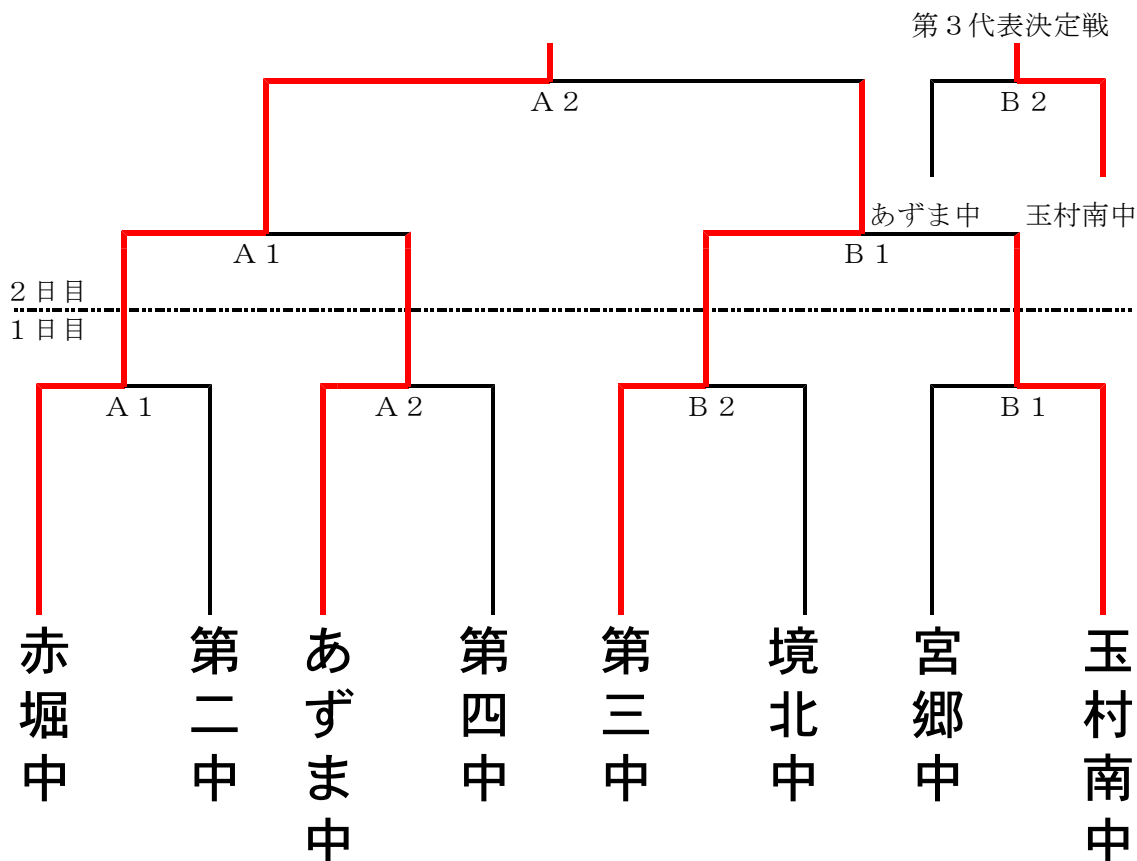 第３代表決定戦
Ａ２
Ｂ２
あずま中
玉村南中
Ａ１
Ｂ１
２日目
１日目
Ａ１
Ａ２
Ｂ２
Ｂ１
赤堀中
第二中
あずま中
第四中
第三中
境北中
宮郷中
玉村南中